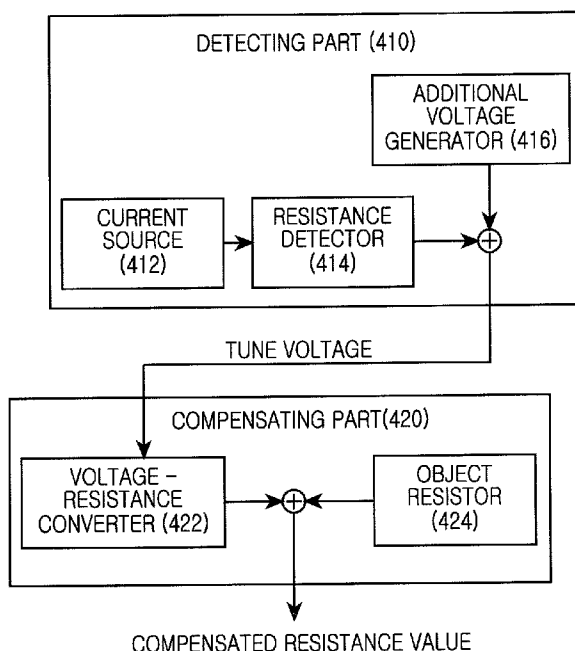 DETECTING PART (410)
ADDITIONAL
VOLTAGE
GENERATOR (416)
CURRENT
SOURCE
(412)
RESISTANCE
DETECTOR
(414)
TUNE VOLTAGE
COMPENSATING PART(420)
VOLTAGE –
RESISTANCE
CONVERTER (422)
OBJECT
RESISTOR
(424)
COMPENSATED RESISTANCE VALUE